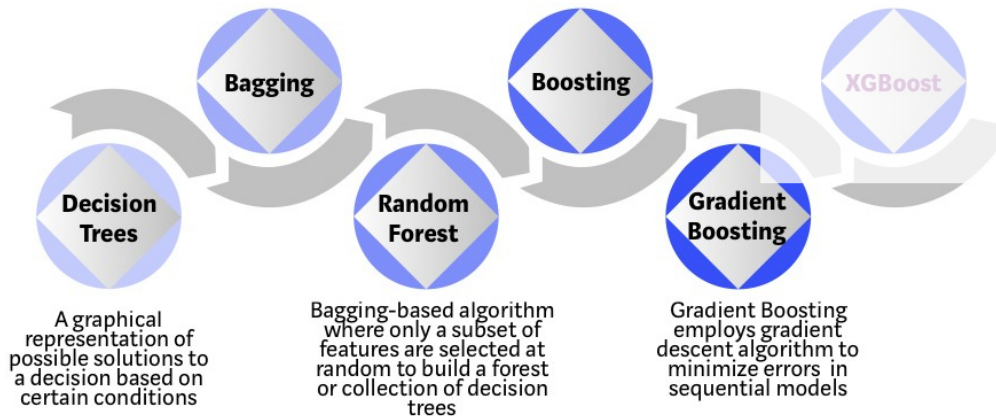 Bagging
Boosting
XGBoost
Decision
Trees
Random
Forest
Gradient
Boosting
A graphical
representation of
possible solutions to
a decision based on
certain conditions
Bagging-based algorithm
where only a subset of
features are selected at
random to build a forest
or collection of decision
trees
Gradient Boosting
employs gradient
descent algorithm to
minimize errors in
sequential models